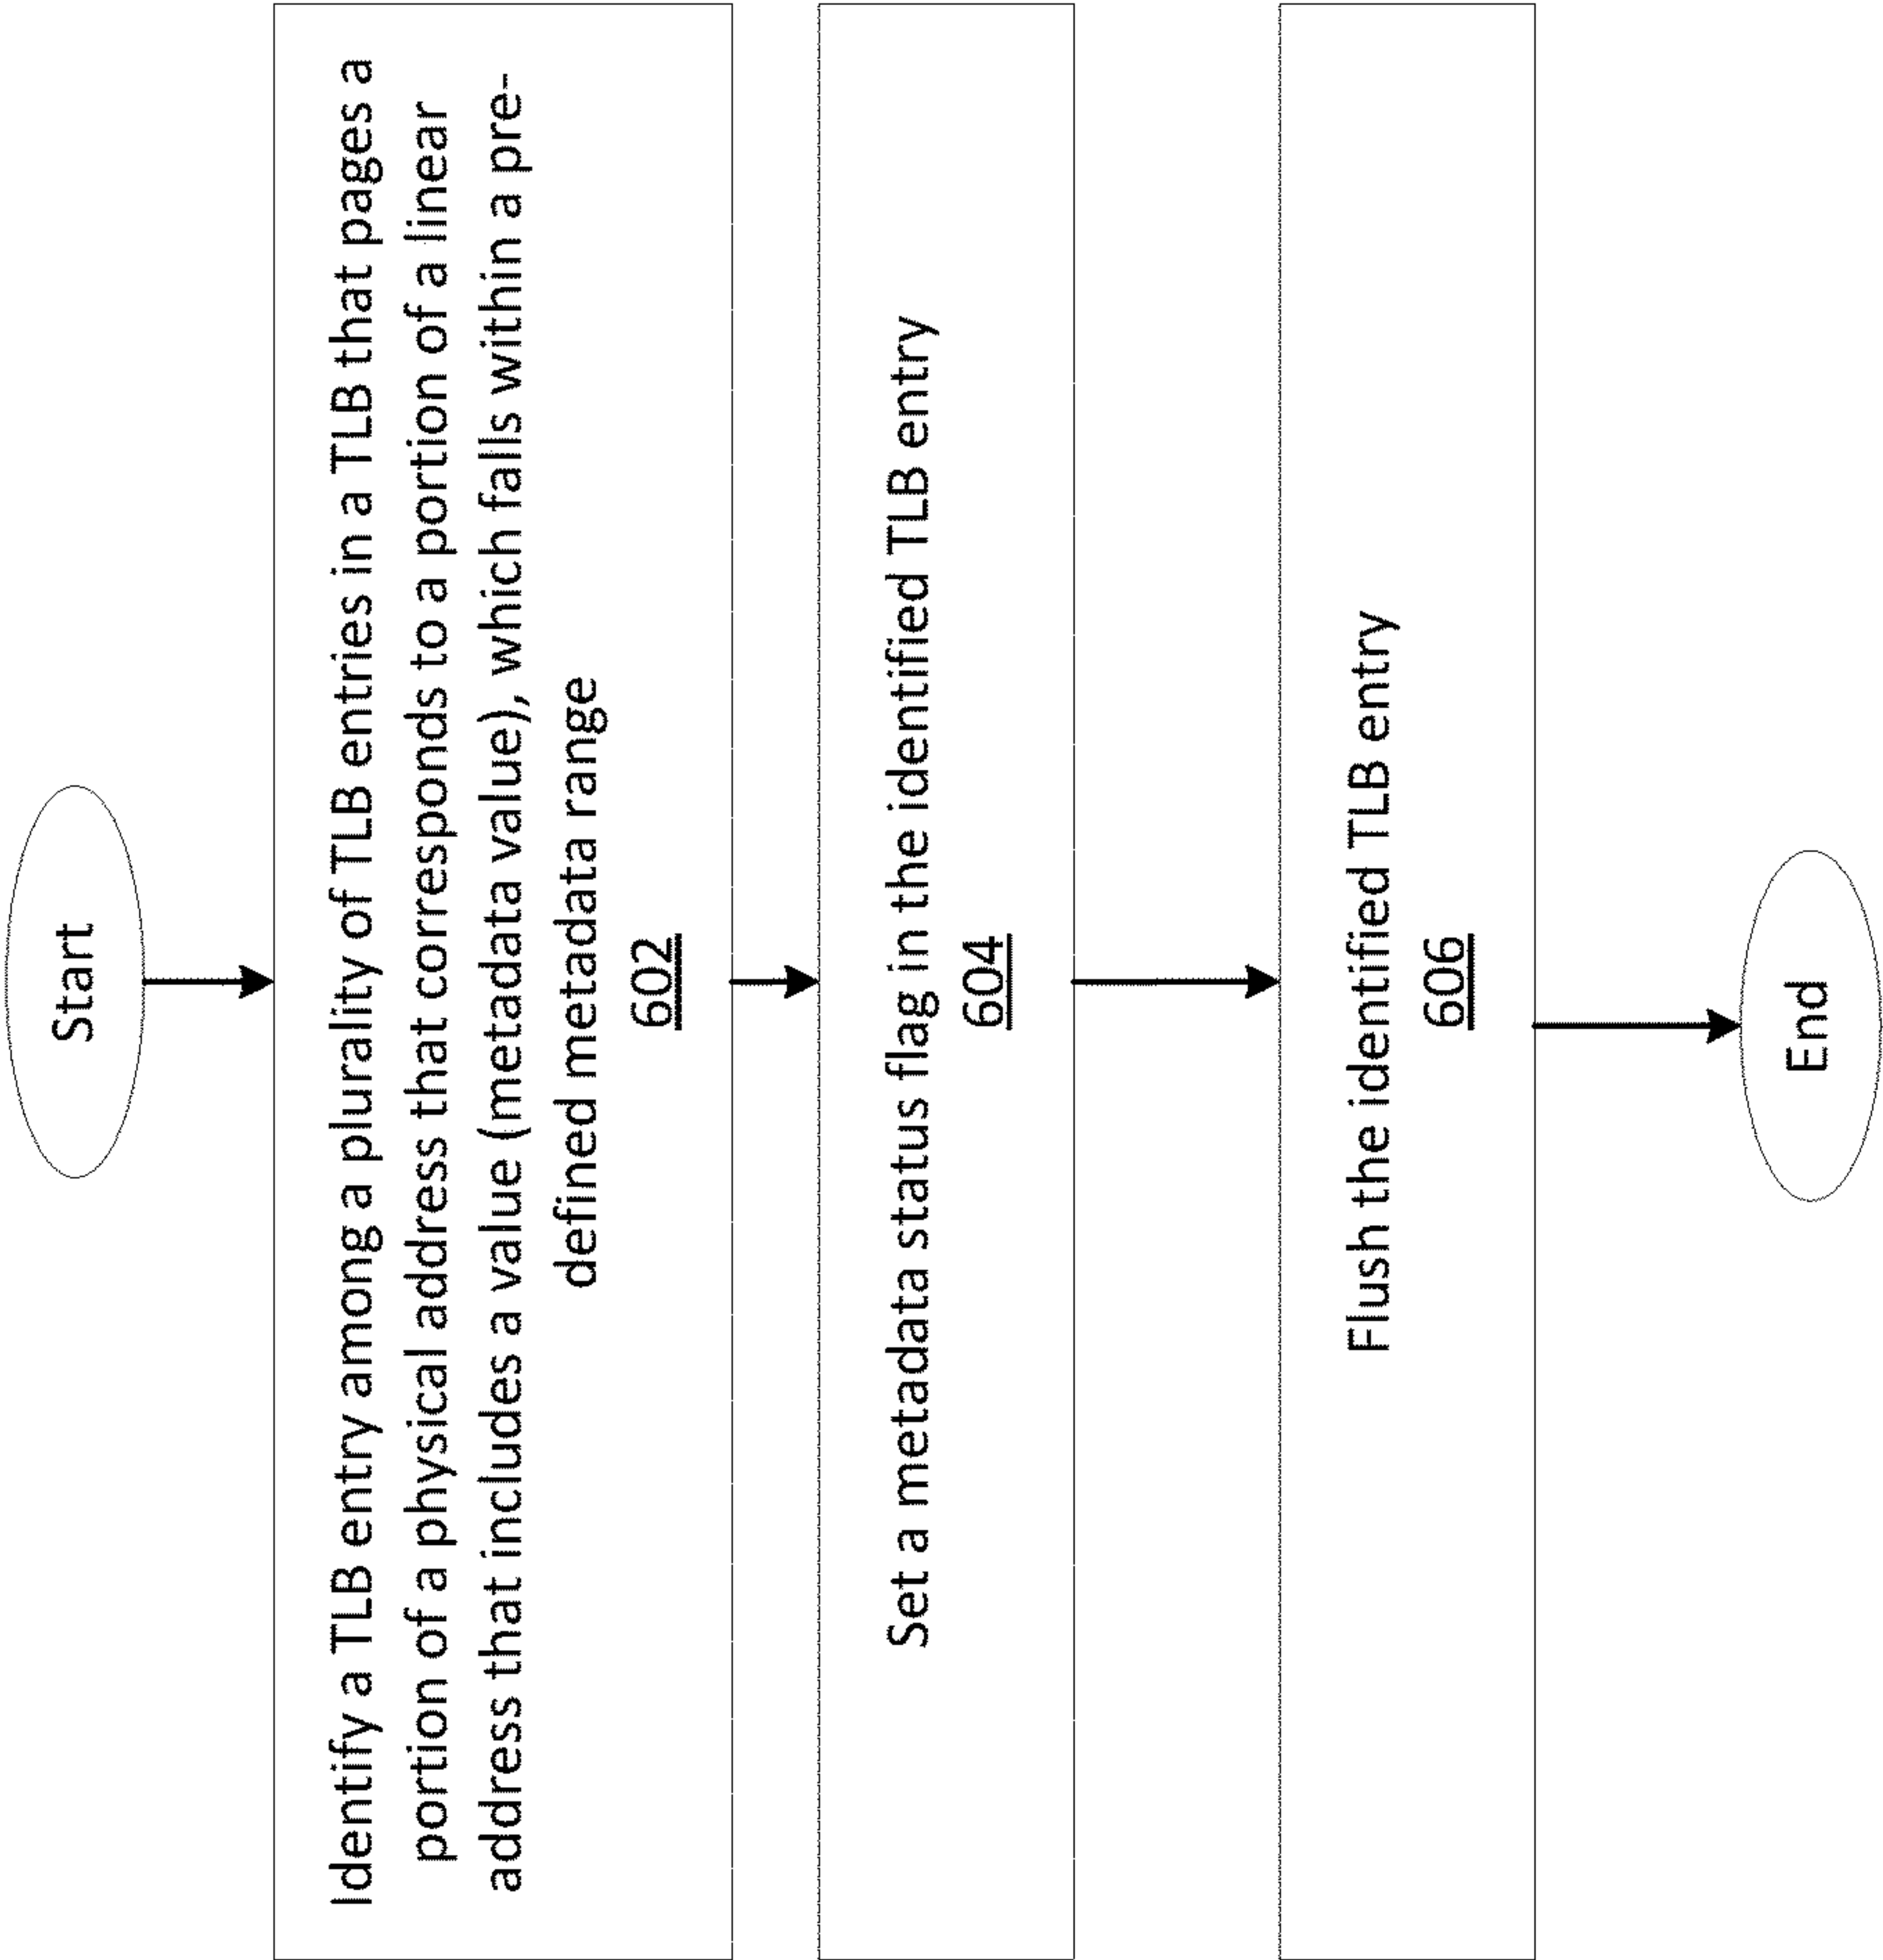 Start
Identify a TLB entry among a plurality of TLB entries in a TLB that pages a
portion of a physical address that corresponds to a portion of a linear
address that includes a value (metadata value), which falls within a pre-
defined metadata range
602
Set a metadata status flag in the identified TLB entry
604
Flush the identified TLB entry
606
End